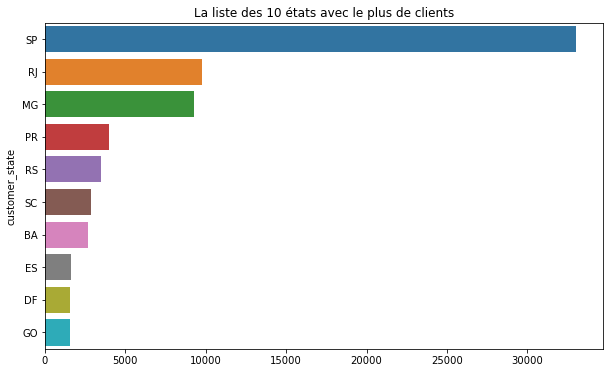 La liste des 10 états avec le plus de clients
customer_state
SP
RJ
MG
PR
RS
SC
BA
ES
DF
GO
0 5000 10000 15000 20000 25000 30000